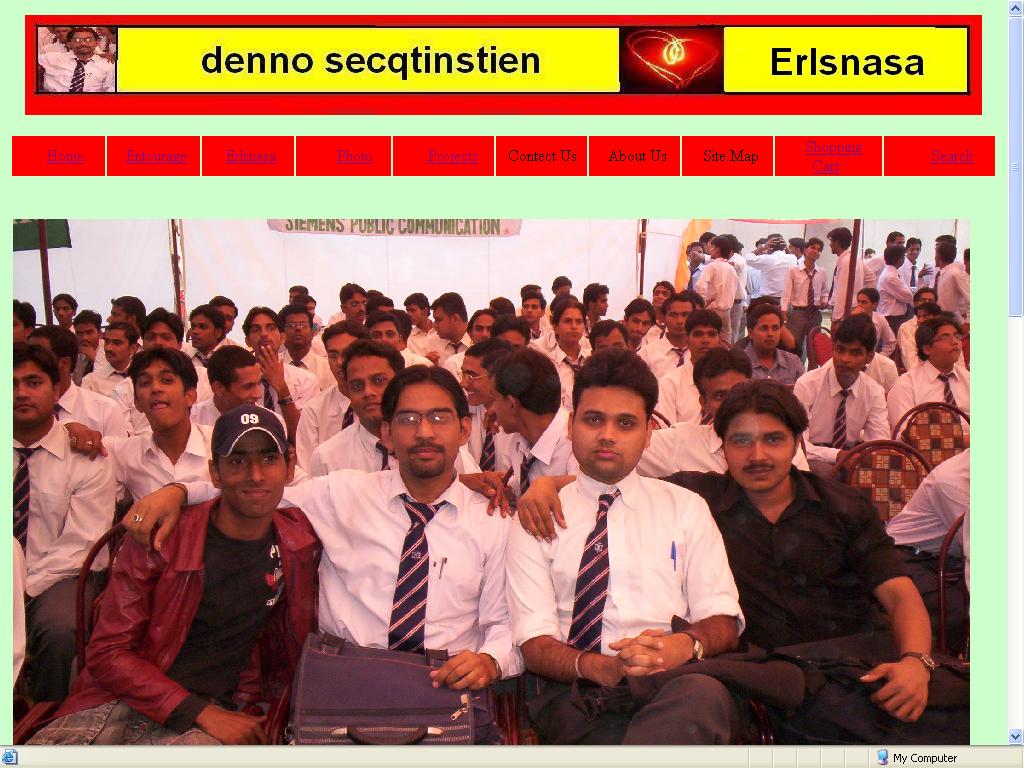 denno secqtinstien
Erlsnasa
Home
Entourage
Erlsnasa
Photo
Projects
Contect Us
About Us
Site Map
Shopping
Cart
Search
SIEMENS PUBLIC COMMUNICATION
09
My Computer